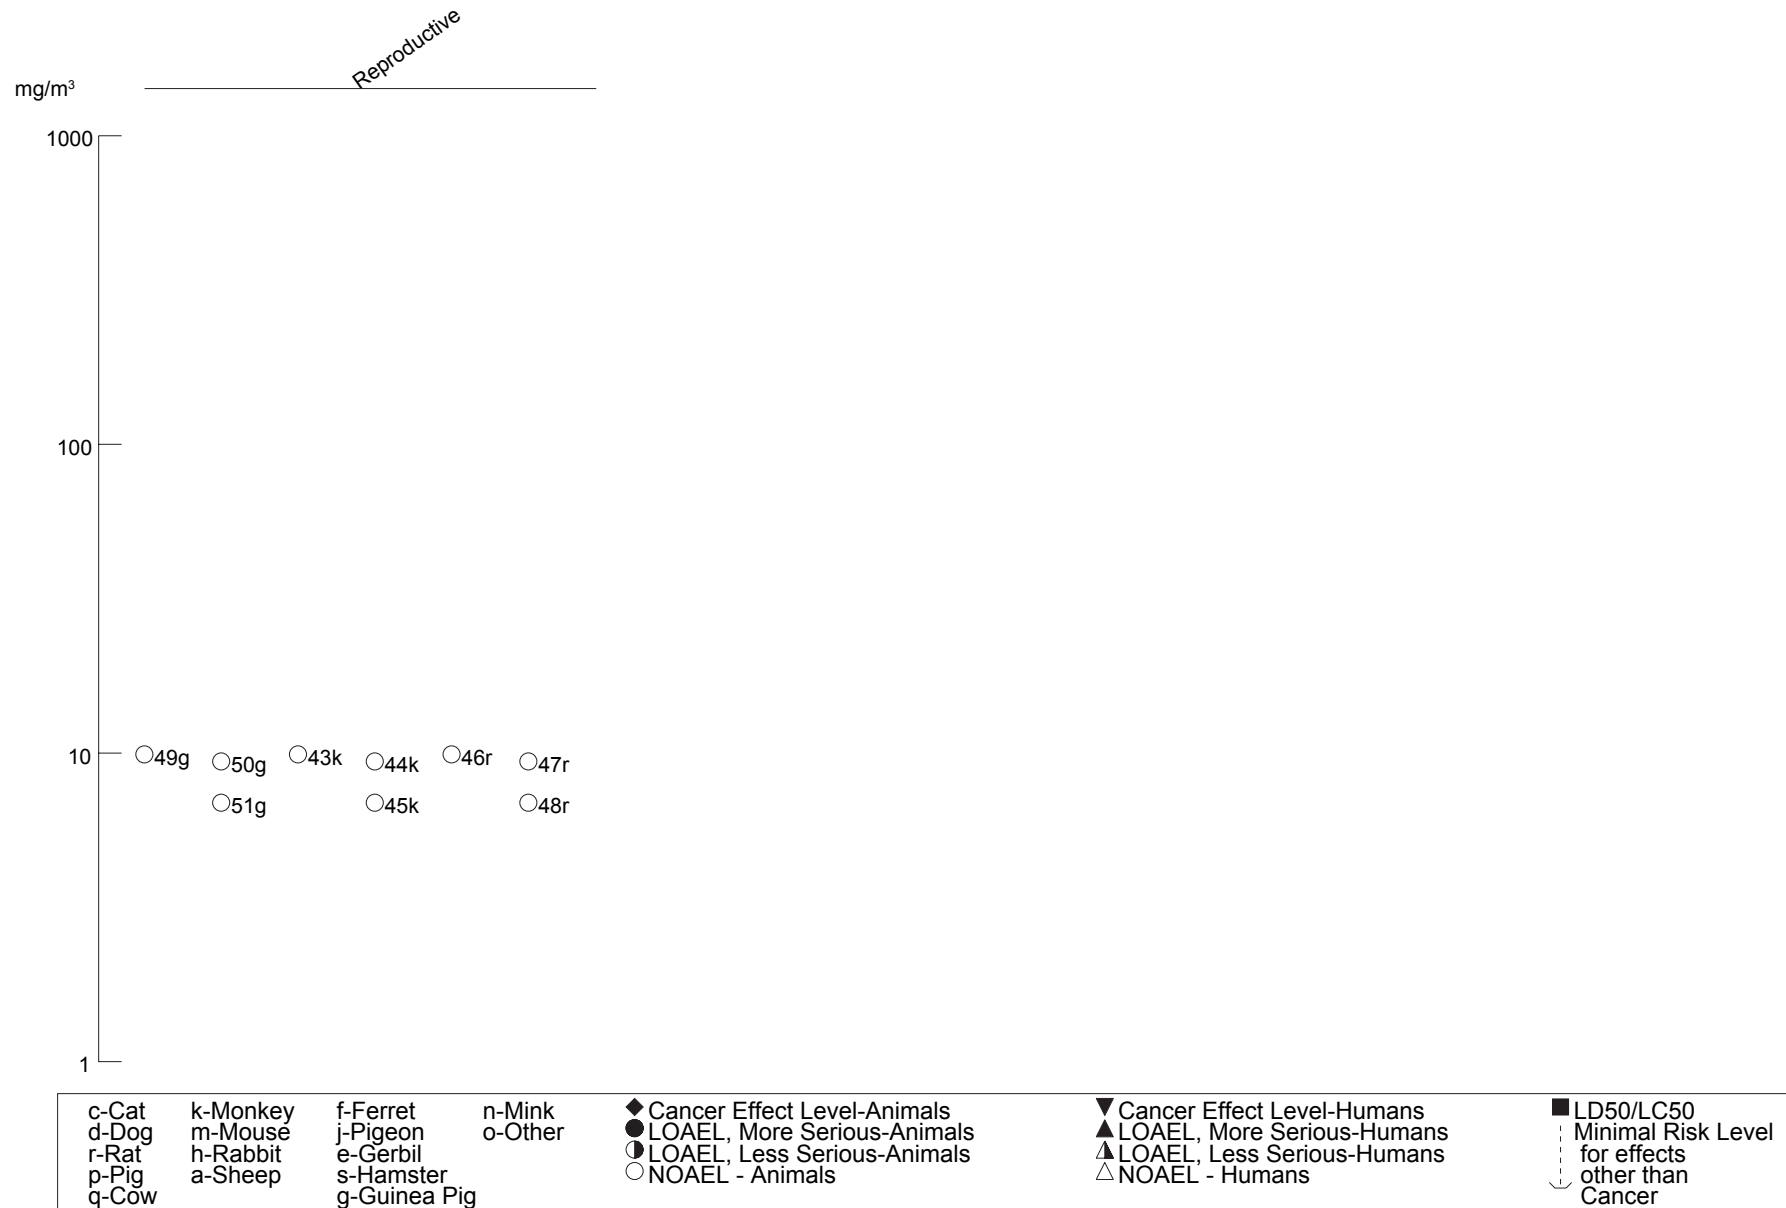 Reproductive
mg/m³
1000
100
10
1
49g 50g 43k 44k 46r 47r
51g 45k 48r
c-Cat k-Monkey f-Ferret n-Mink
d-Dog m-Mouse j-Pigeon o-Other
r-Rat h-Rabbit e-Gerbil
p-Pig a-Sheep s-Hamster
q-Cow g-Guinea Pig
Cancer Effect Level-Animals
LOAEL, More Serious-Animals
LOAEL, Less Serious-Animals
NOAEL - Animals
Cancer Effect Level-Humans
LOAEL, More Serious-Humans
LOAEL, Less Serious-Humans
NOAEL - Humans
LD50/LC50
Minimal Risk Level
for effects
other than
Cancer